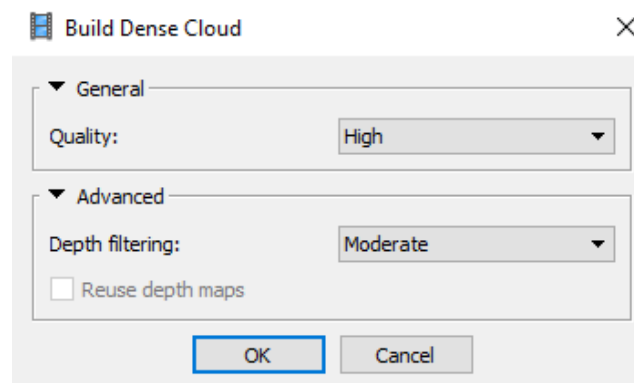 Build Dense Cloud
General
Quality: High
Advanced
Depth filtering: Moderate
Reuse depth maps
OK Cancel